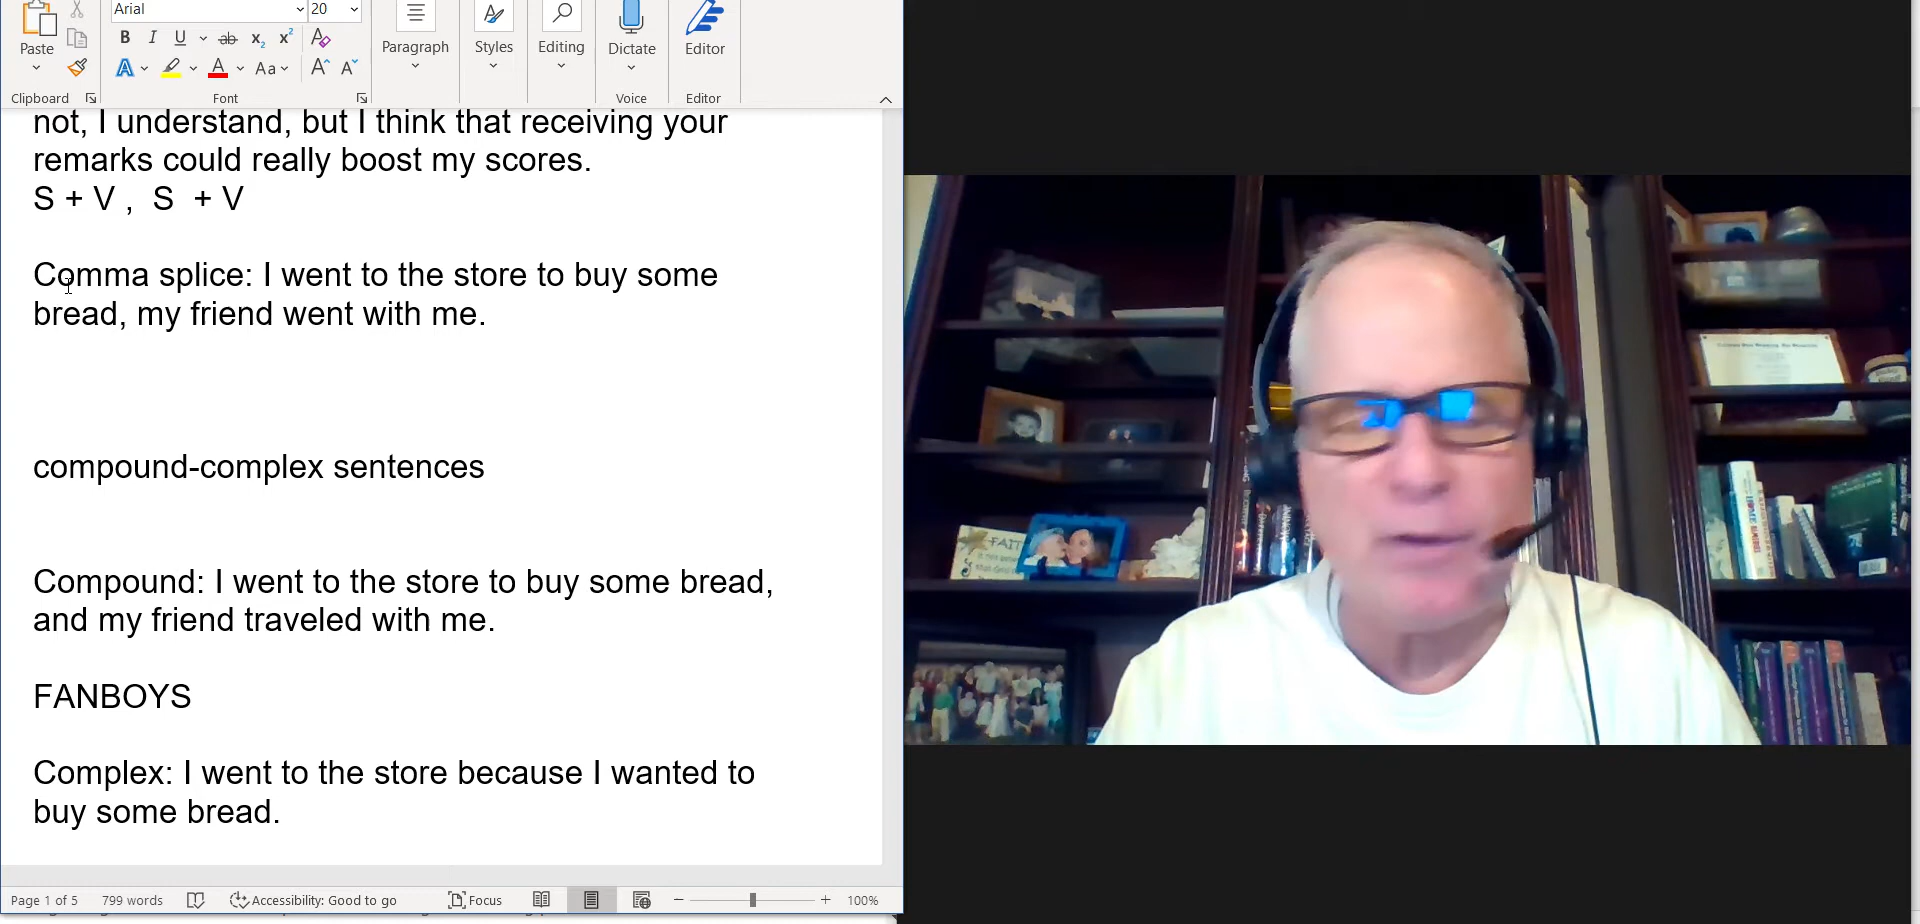 Arial
20
Paste
B I U ab x2 x2 A
A A Aa A A
Paragraph
Styles
Editing
Dictate
Editor
Clipboard
Font
Voice
Editor
not, I understand, but I think that receiving your
remarks could really boost my scores.
S + V , S + V
Comma splice: I went to the store to buy some
bread, my friend went with me.
compound-complex sentences
Compound: I went to the store to buy some bread,
and my friend traveled with me.
FANBOYS
Complex: I went to the store because I wanted to
buy some bread.
Page 1 of 5
799 words
Accessibility: Good to go
Focus
100%